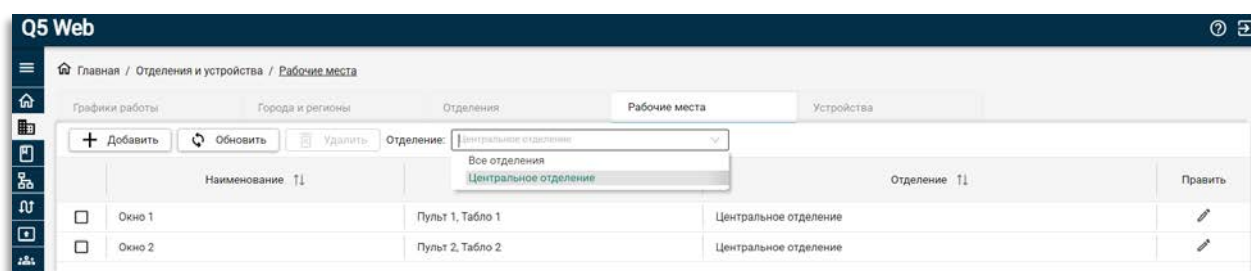 Q5 Web
Главная / Отделения и устройства / Рабочие места
Графики работы Города и регионы Отделения Рабочие места Устройства
Добавить Обновить Удалить Отделение: Центральное отделение
Все отделения
Центральное отделение
Наименование Отделение Править
Окно 1 Пульт 1, Табло 1 Центральное отделение
Окно 2 Пульт 2, Табло 2 Центральное отделение